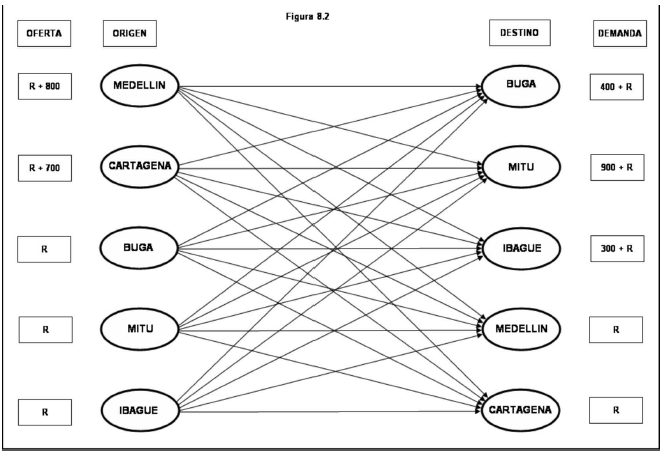 Figura 8.2
OFERTA ORIGEN DESTINO DEMANDA
R + 800 MEDELLIN BUGA 400 + R
R + 700 CARTAGENA MITU 900 + R
R BUGA IBAGUE 300 + R
R MITU MEDELLIN R
R IBAGUE CARTAGENA R